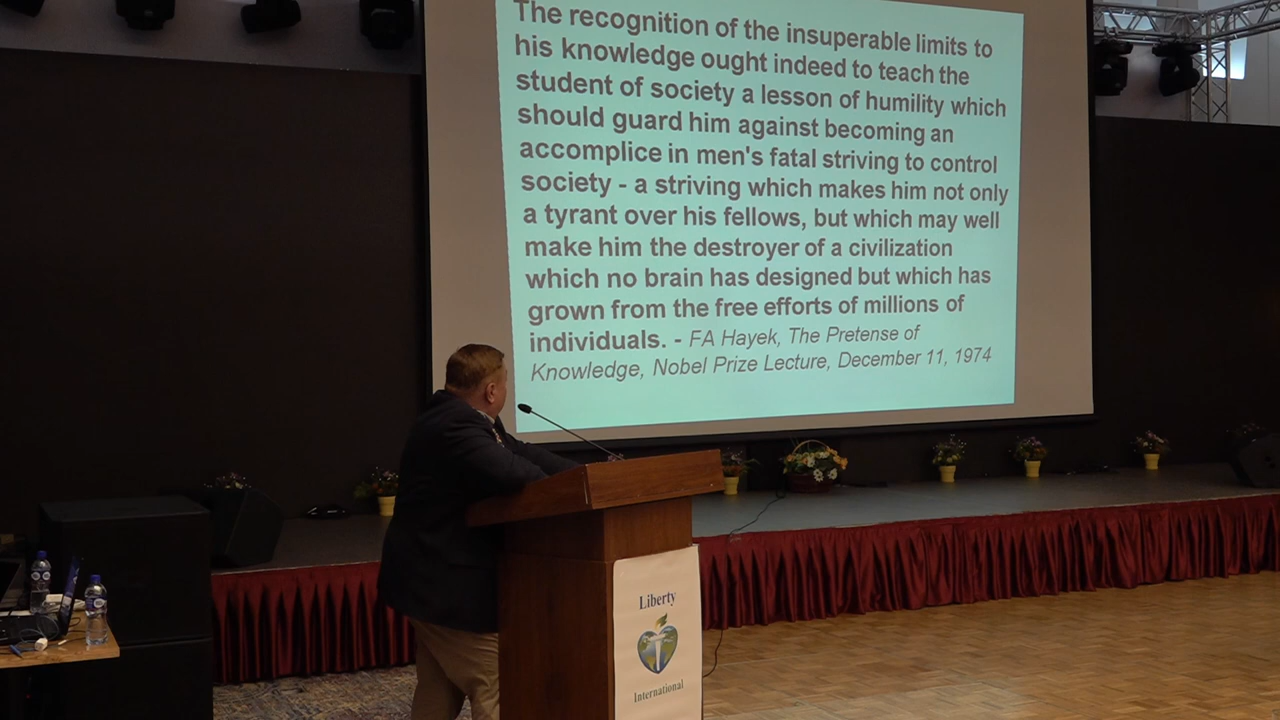 The recognition of the insuperable limits to
his knowledge ought indeed to teach the
student of society a lesson of humility which
should guard him against becoming an
accomplice in men's fatal striving to control
society - a striving which makes him not only
a tyrant over his fellows, but which may well
make him the destroyer of a civilization
which no brain has designed but which has
grown from the free efforts of millions of
individuals. - FA Hayek, The Pretense of
Knowledge, Nobel Prize Lecture, December 11, 1974
Liberty
International